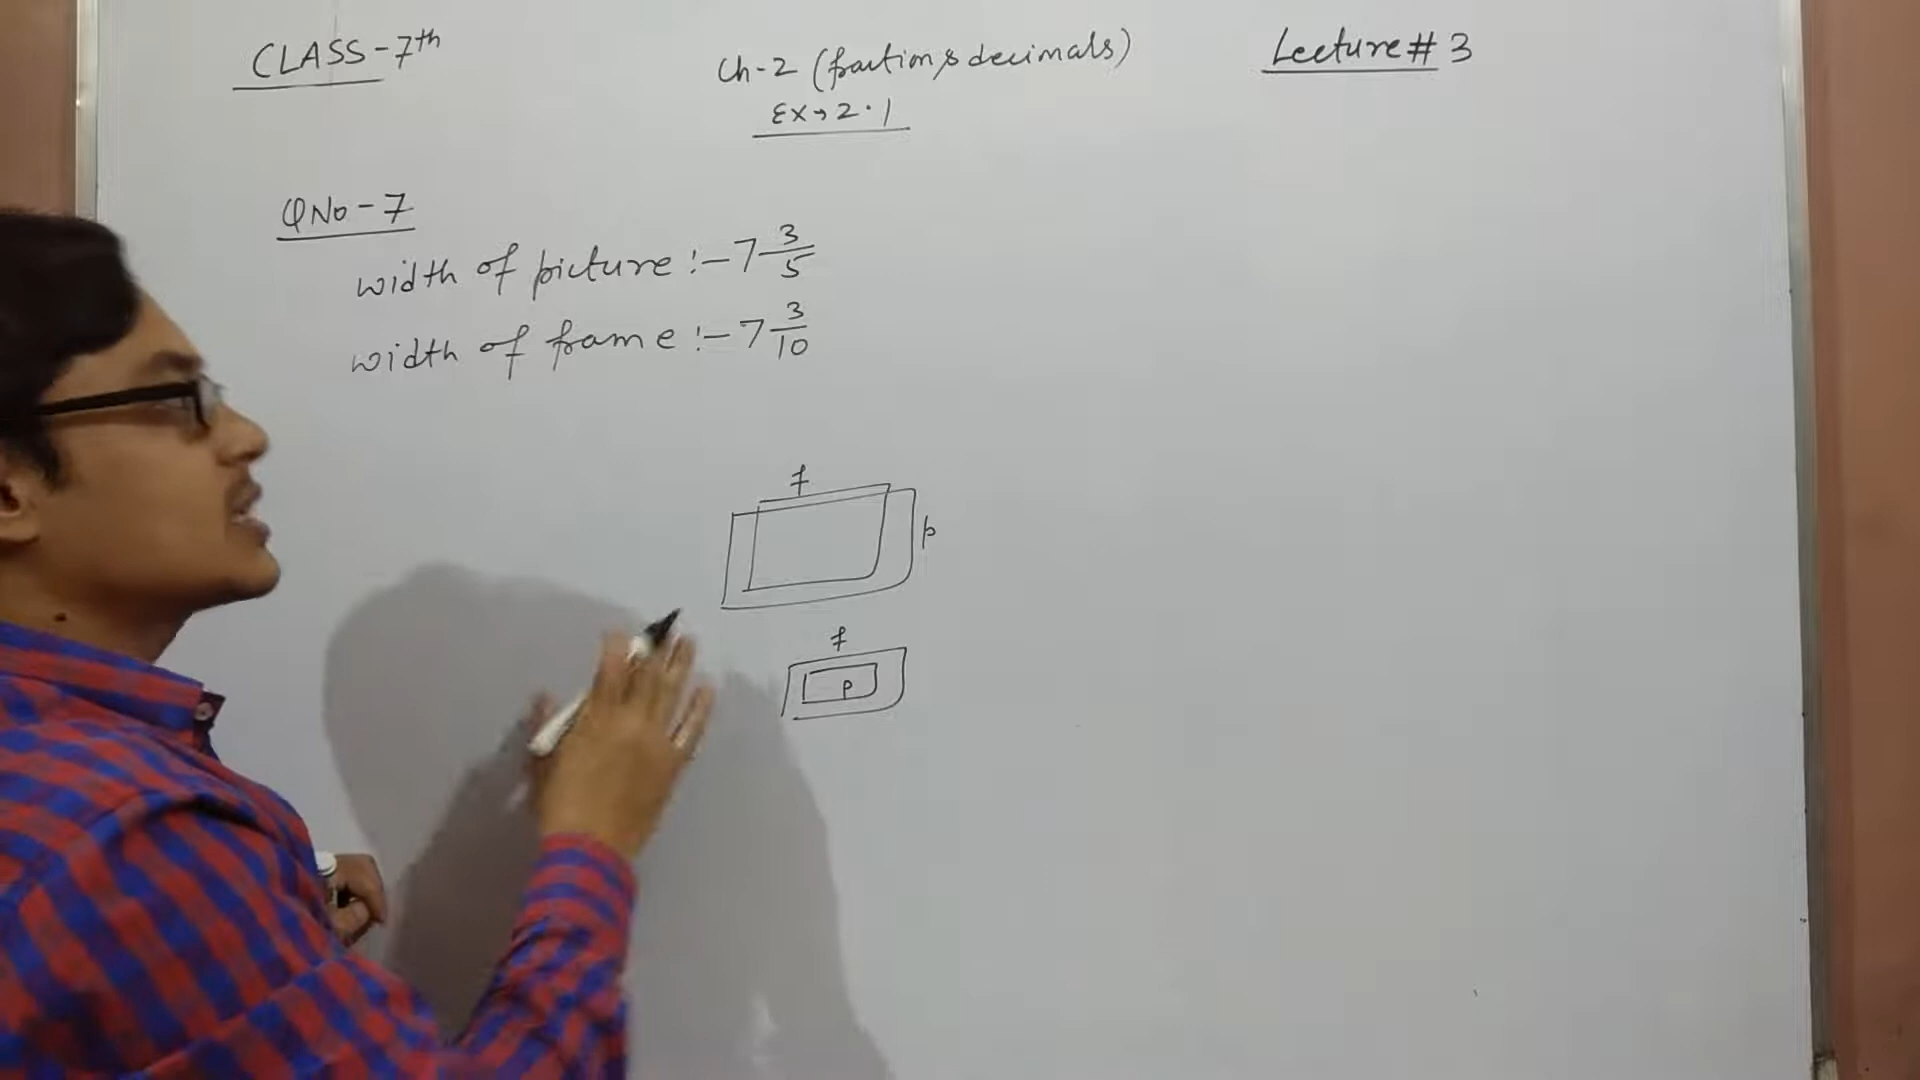 CLASS-7th
Ch-2 (fraction & decimals)
Ex→2.1
Lecture# 3
QNo-7
width of picture :- 7 3/5
width of frame :- 7 3/10
f
p
f
p